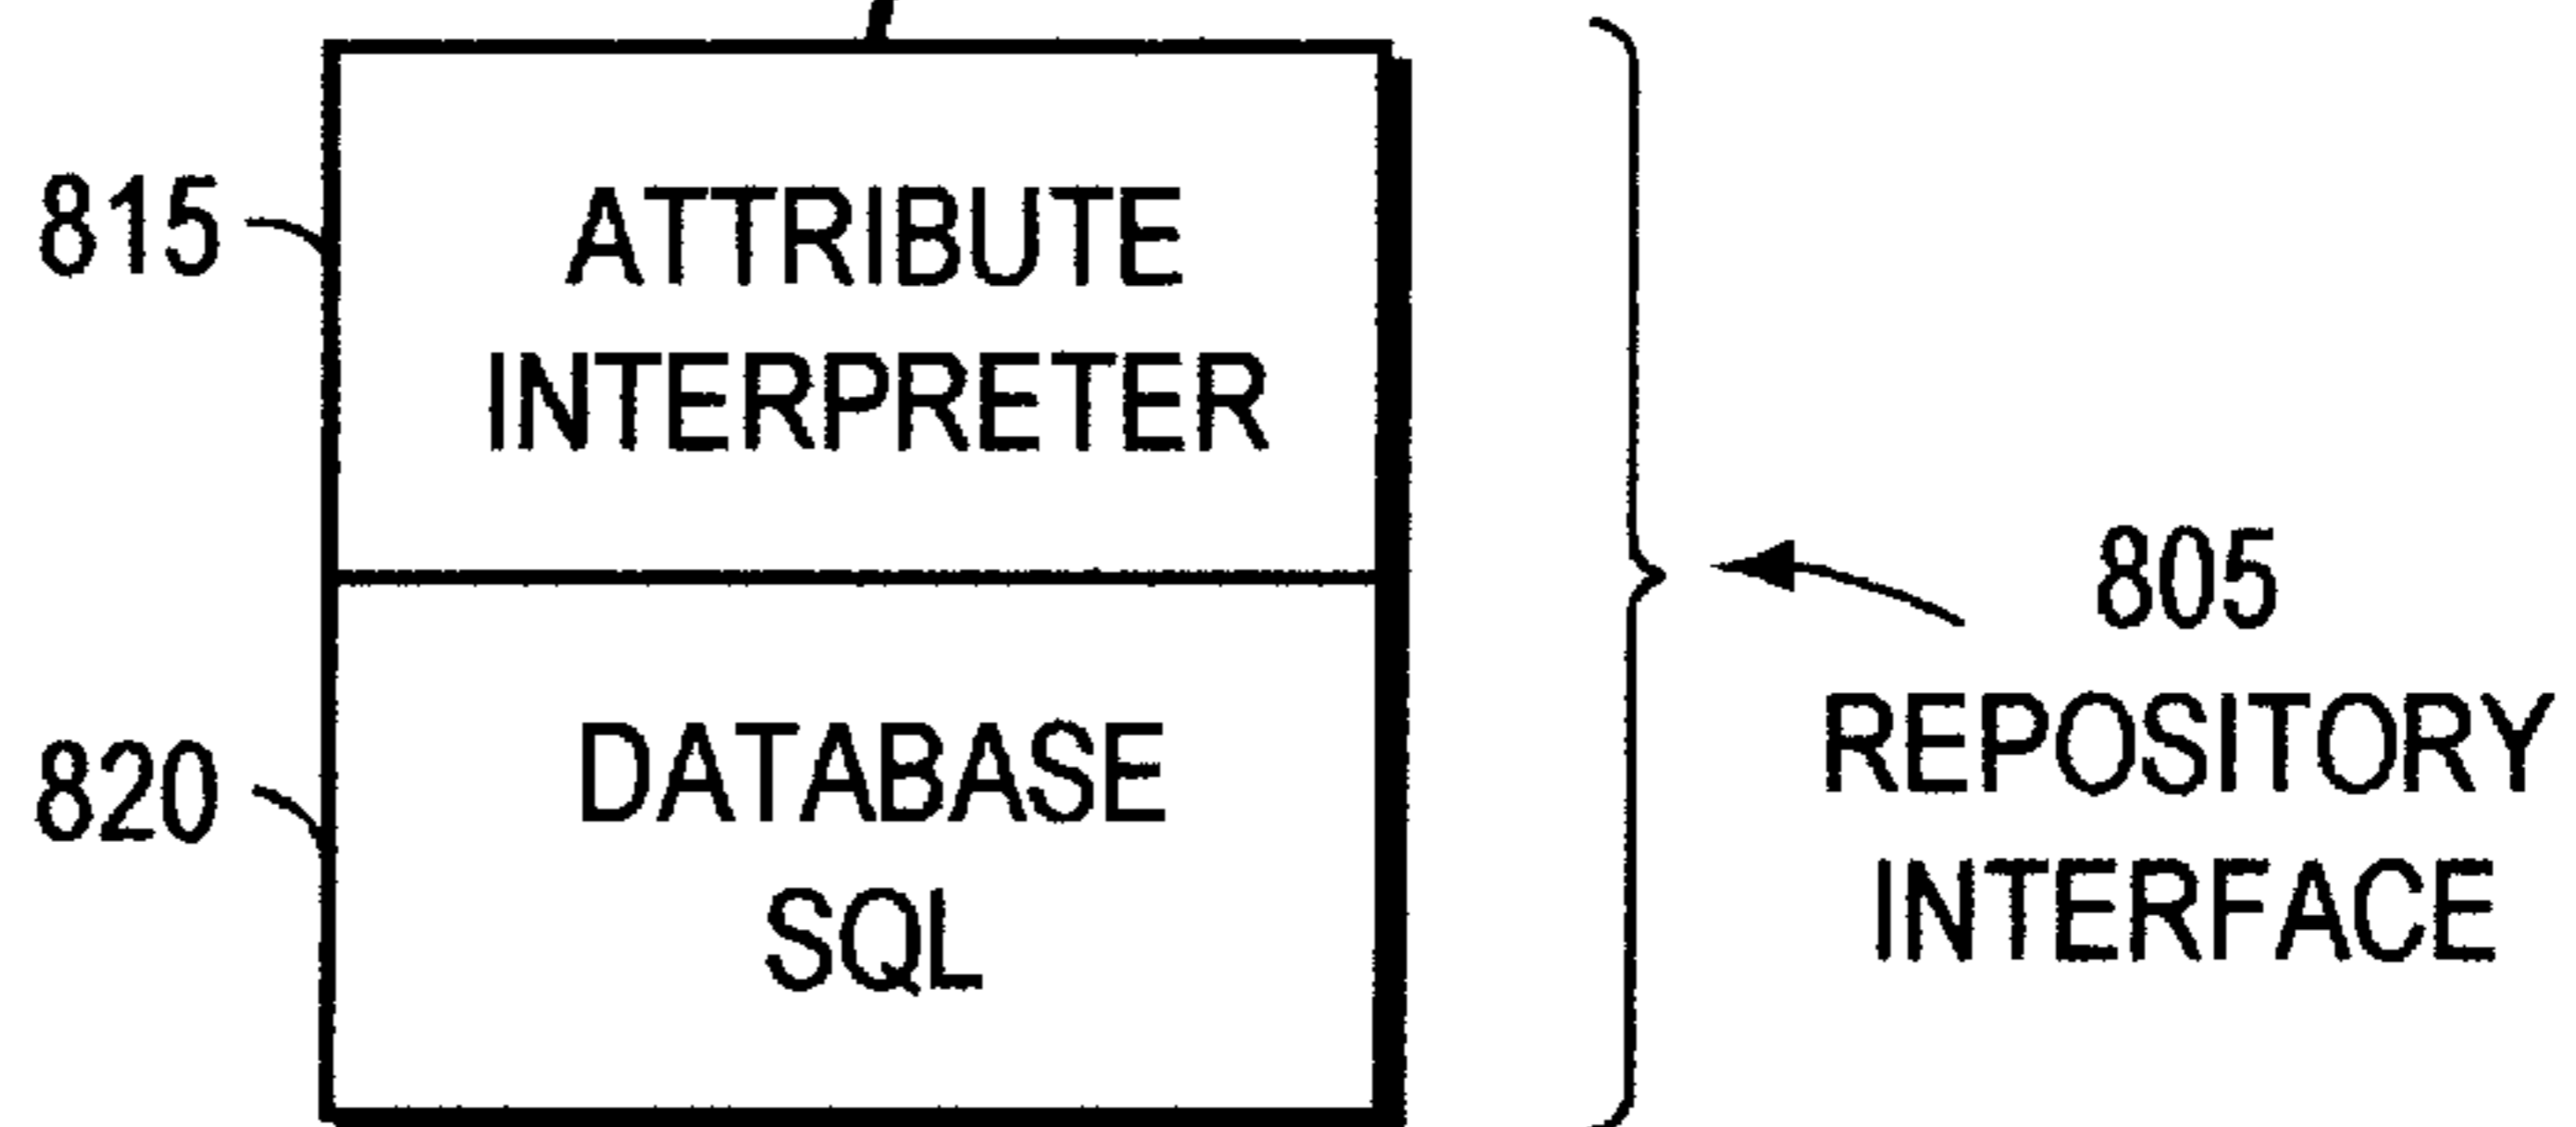 815
ATTRIBUTE
INTERPRETER
820
DATABASE
SQL
805
REPOSITORY
INTERFACE